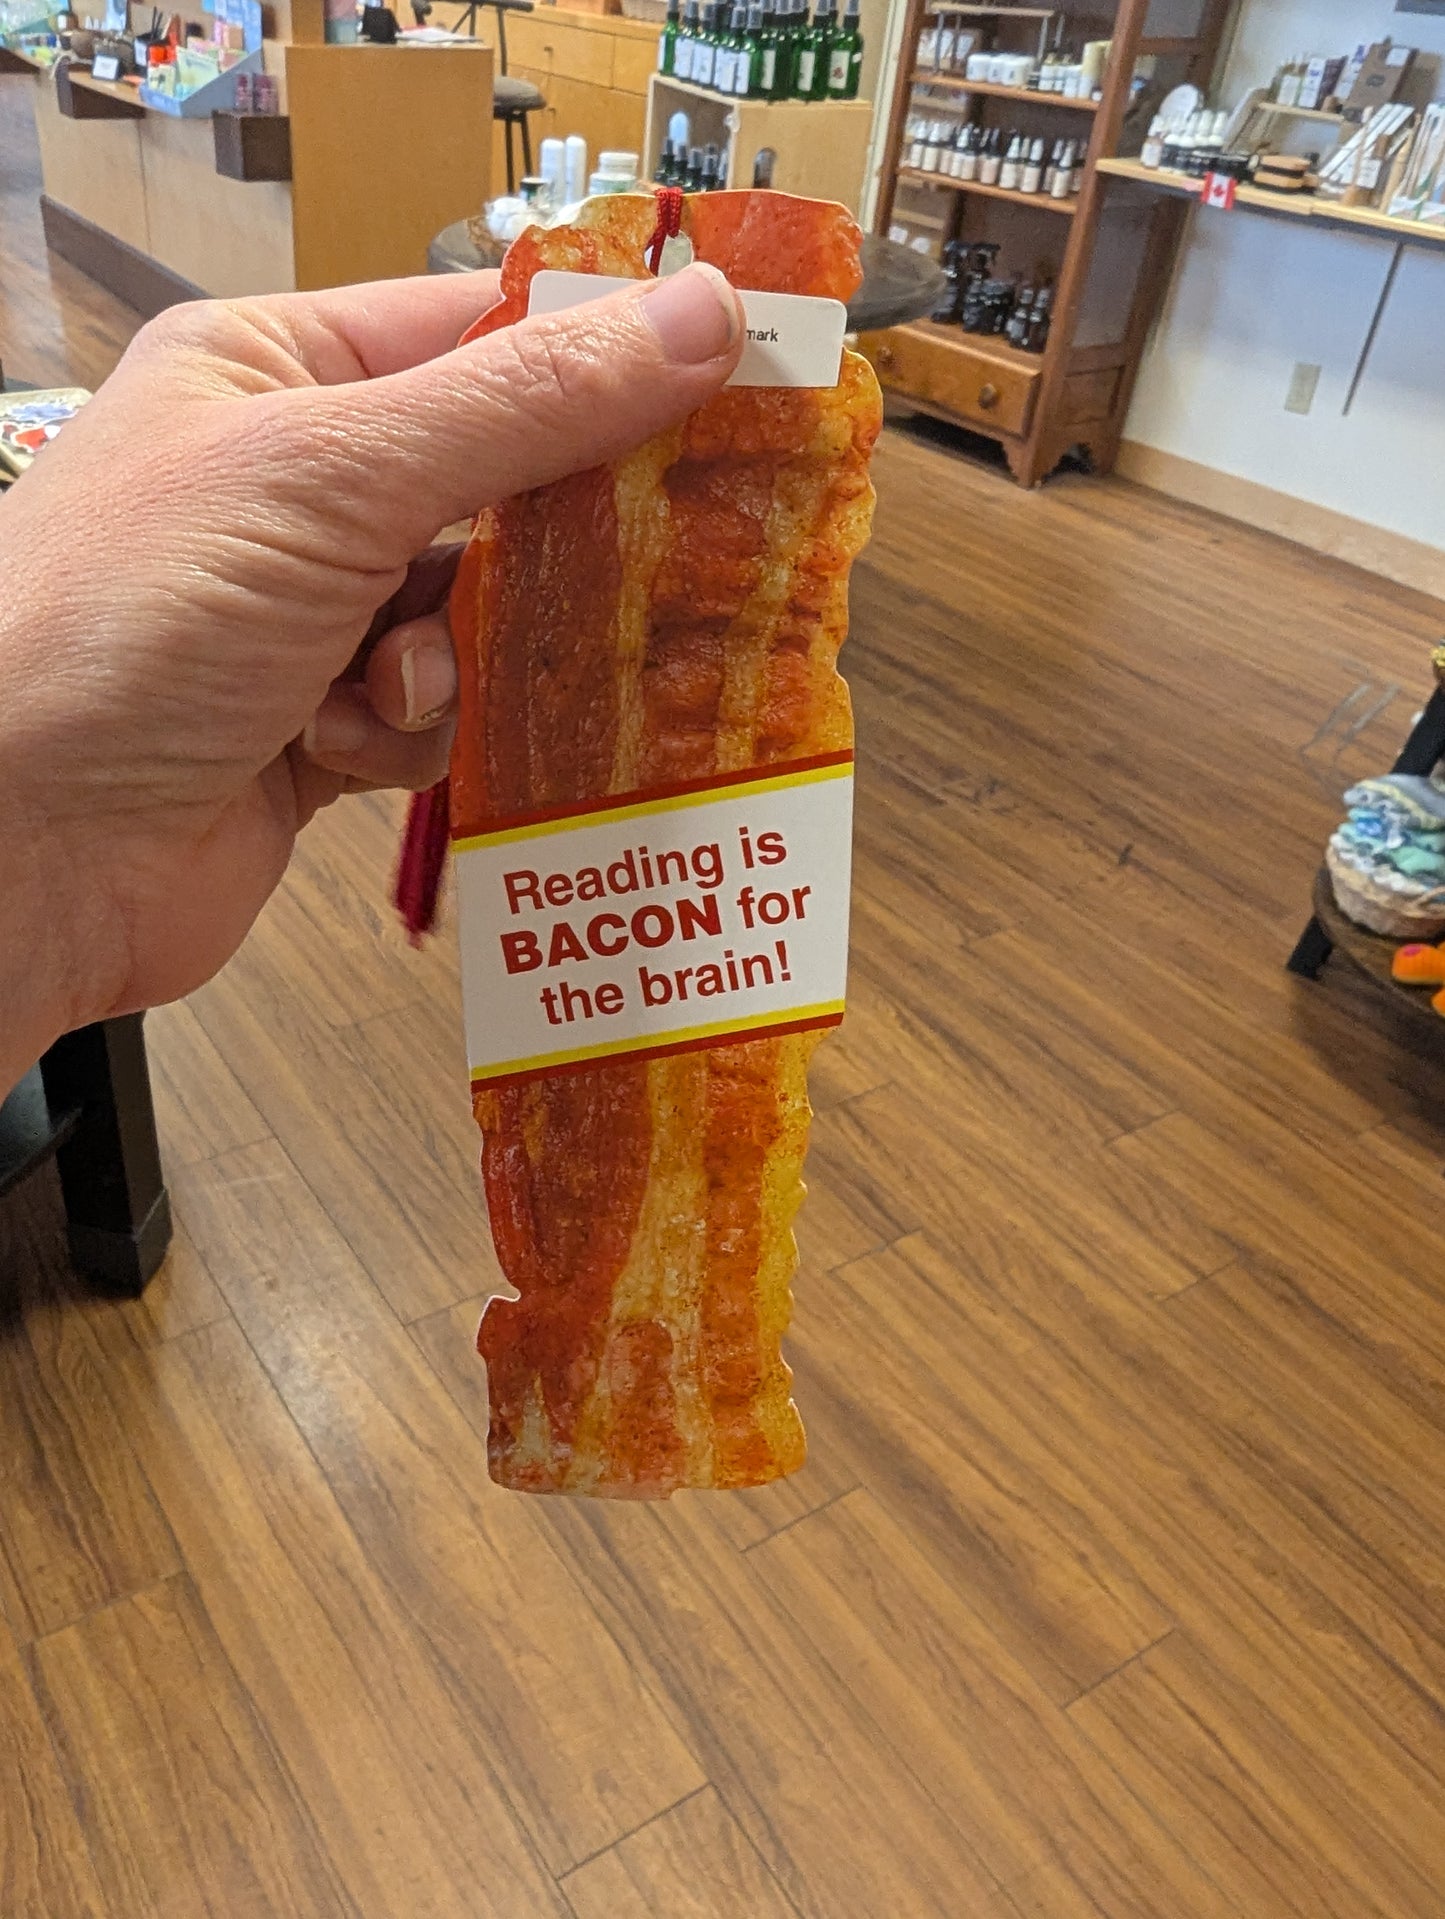 mark
Reading is
BACON for
the brain!